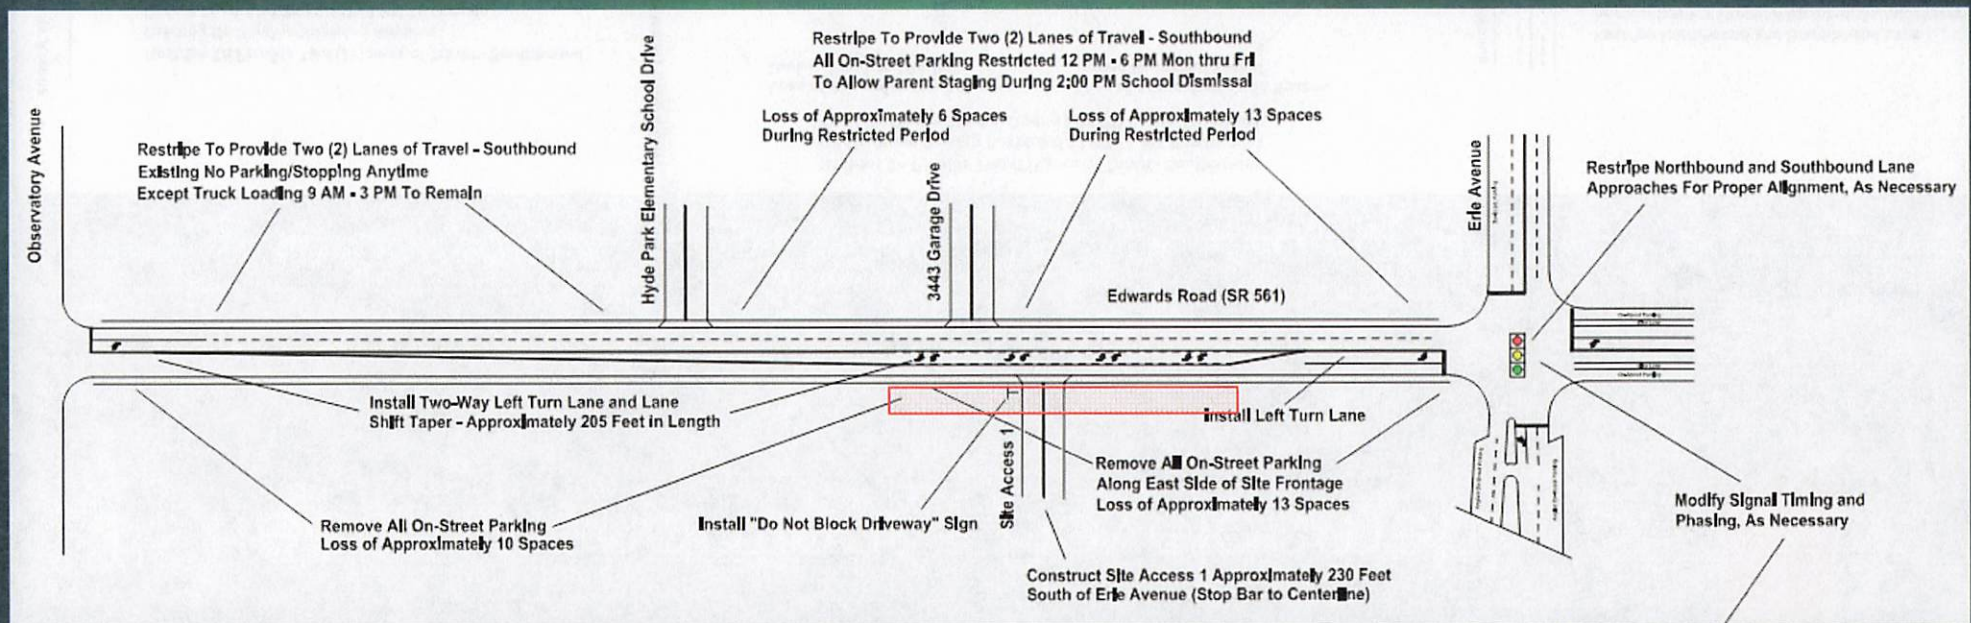 Restripe To Provide Two (2) Lanes of Travel - Southbound
All On-Street Parking Restricted 12 PM - 6 PM Mon thru Fri
To Allow Parent Staging During 2:00 PM School Dismissal
Loss of Approximately 6 Spaces
During Restricted Period
Loss of Approximately 13 Spaces
During Restricted Period
Observatory Avenue
Restripe To Provide Two (2) Lanes of Travel - Southbound
Existing No Parking/Stopping Anytime
Except Truck Loading 9 AM - 3 PM To Remain
Hyde Park Elementary School Drive
3443 Garage Drive
Edwards Road (SR 561)
Erie Avenue
Restripe Northbound and Southbound Lane
Approaches For Proper Alignment, As Necessary
Install Two-Way Left Turn Lane and Lane
Shift Taper - Approximately 205 Feet in Length
Install Left Turn Lane
Remove All On-Street Parking
Along East Side of Site Frontage
Loss of Approximately 13 Spaces
Site Access 1
Remove All On-Street Parking
Loss of Approximately 10 Spaces
Install "Do Not Block Driveway" Sign
Modify Signal Timing and
Phasing, As Necessary
Construct Site Access 1 Approximately 230 Feet
South of Erie Avenue (Stop Bar to Centerline)